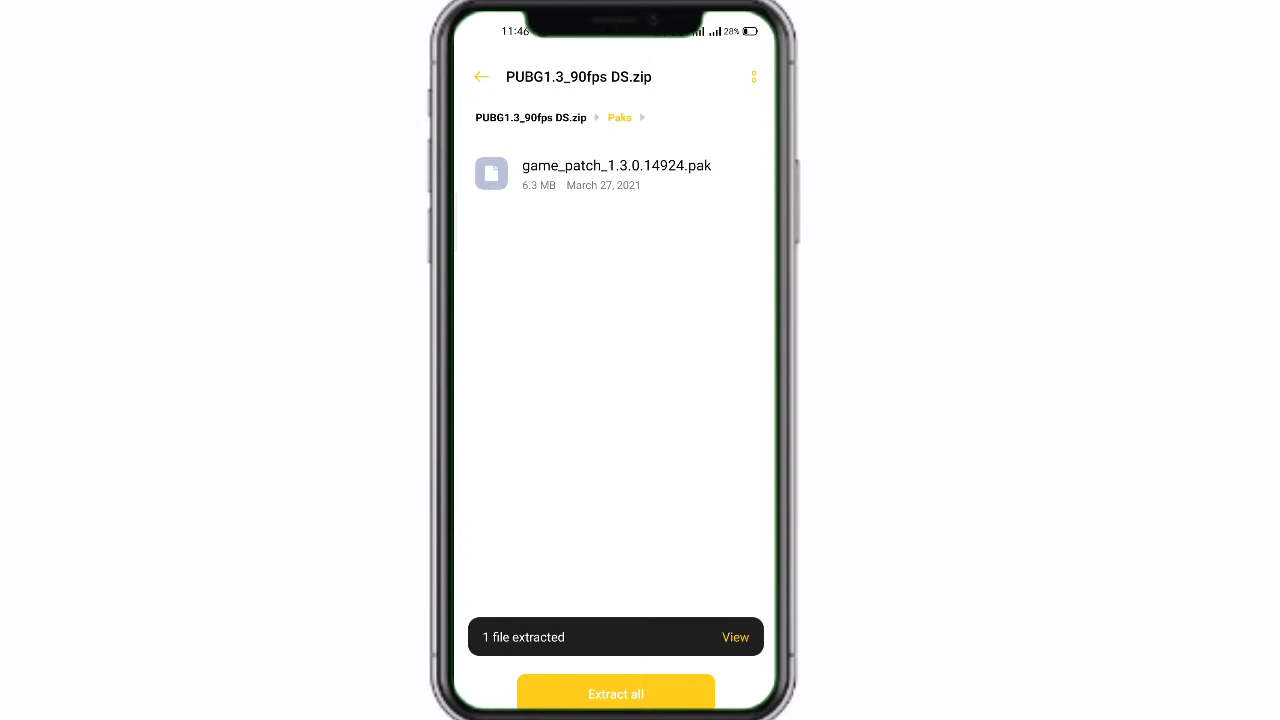 11:46 28%
PUBG1.3_90fps DS.zip
PUBG1.3_90fps DS.zip Paks
game_patch_1.3.0.14924.pak
6.3 MB March 27, 2021
1 file extracted View
Extract all